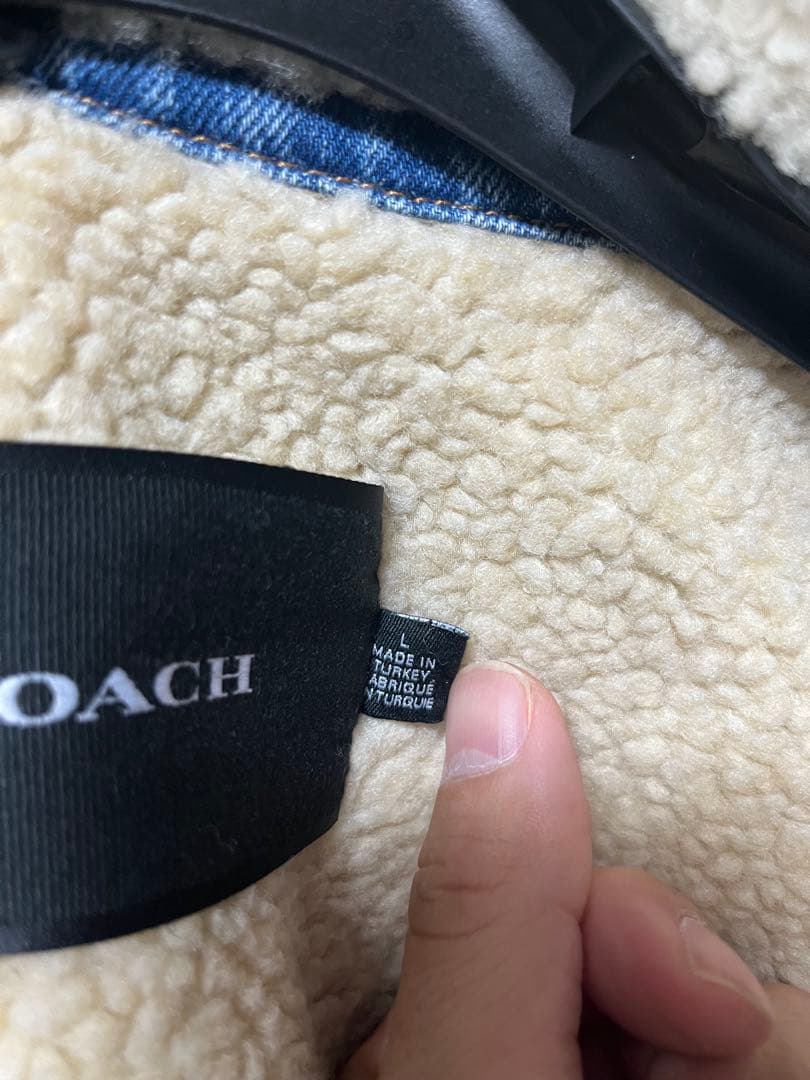 OACH
L
MADE IN
TURKEY
ABRIQUE
N TURQUIE